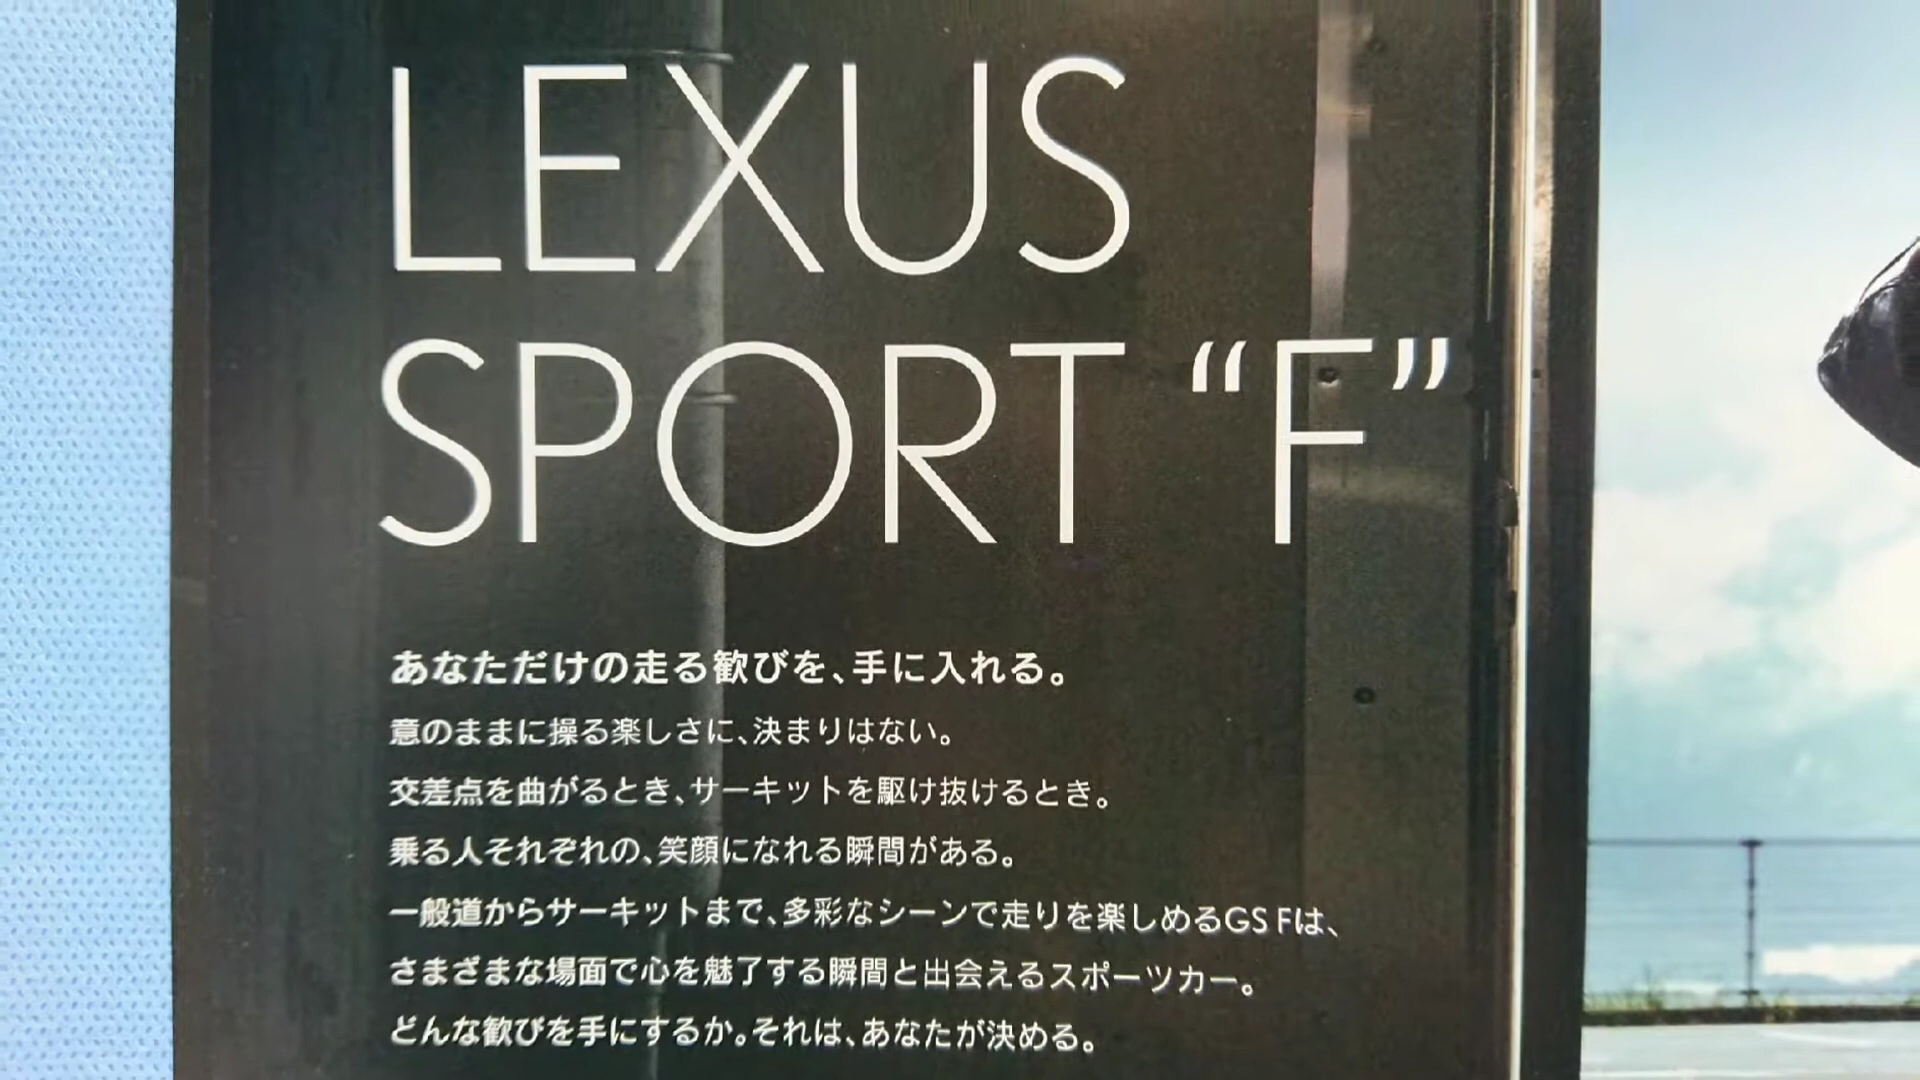 LEXUS
SPORT “F”
あなただけの走る歓びを、手に入れる。
意のままに操る楽しさに、決まりはない。
交差点を曲がるとき、サーキットを駆け抜けるとき。
乗る人それぞれの、笑顔になれる瞬間がある。
一般道からサーキットまで、多彩なシーンで走りを楽しめるGS Fは、
さまざまな場面で心を魅了する瞬間と出会えるスポーツカー。
どんな歓びを手にするか。それは、あなたが決める。